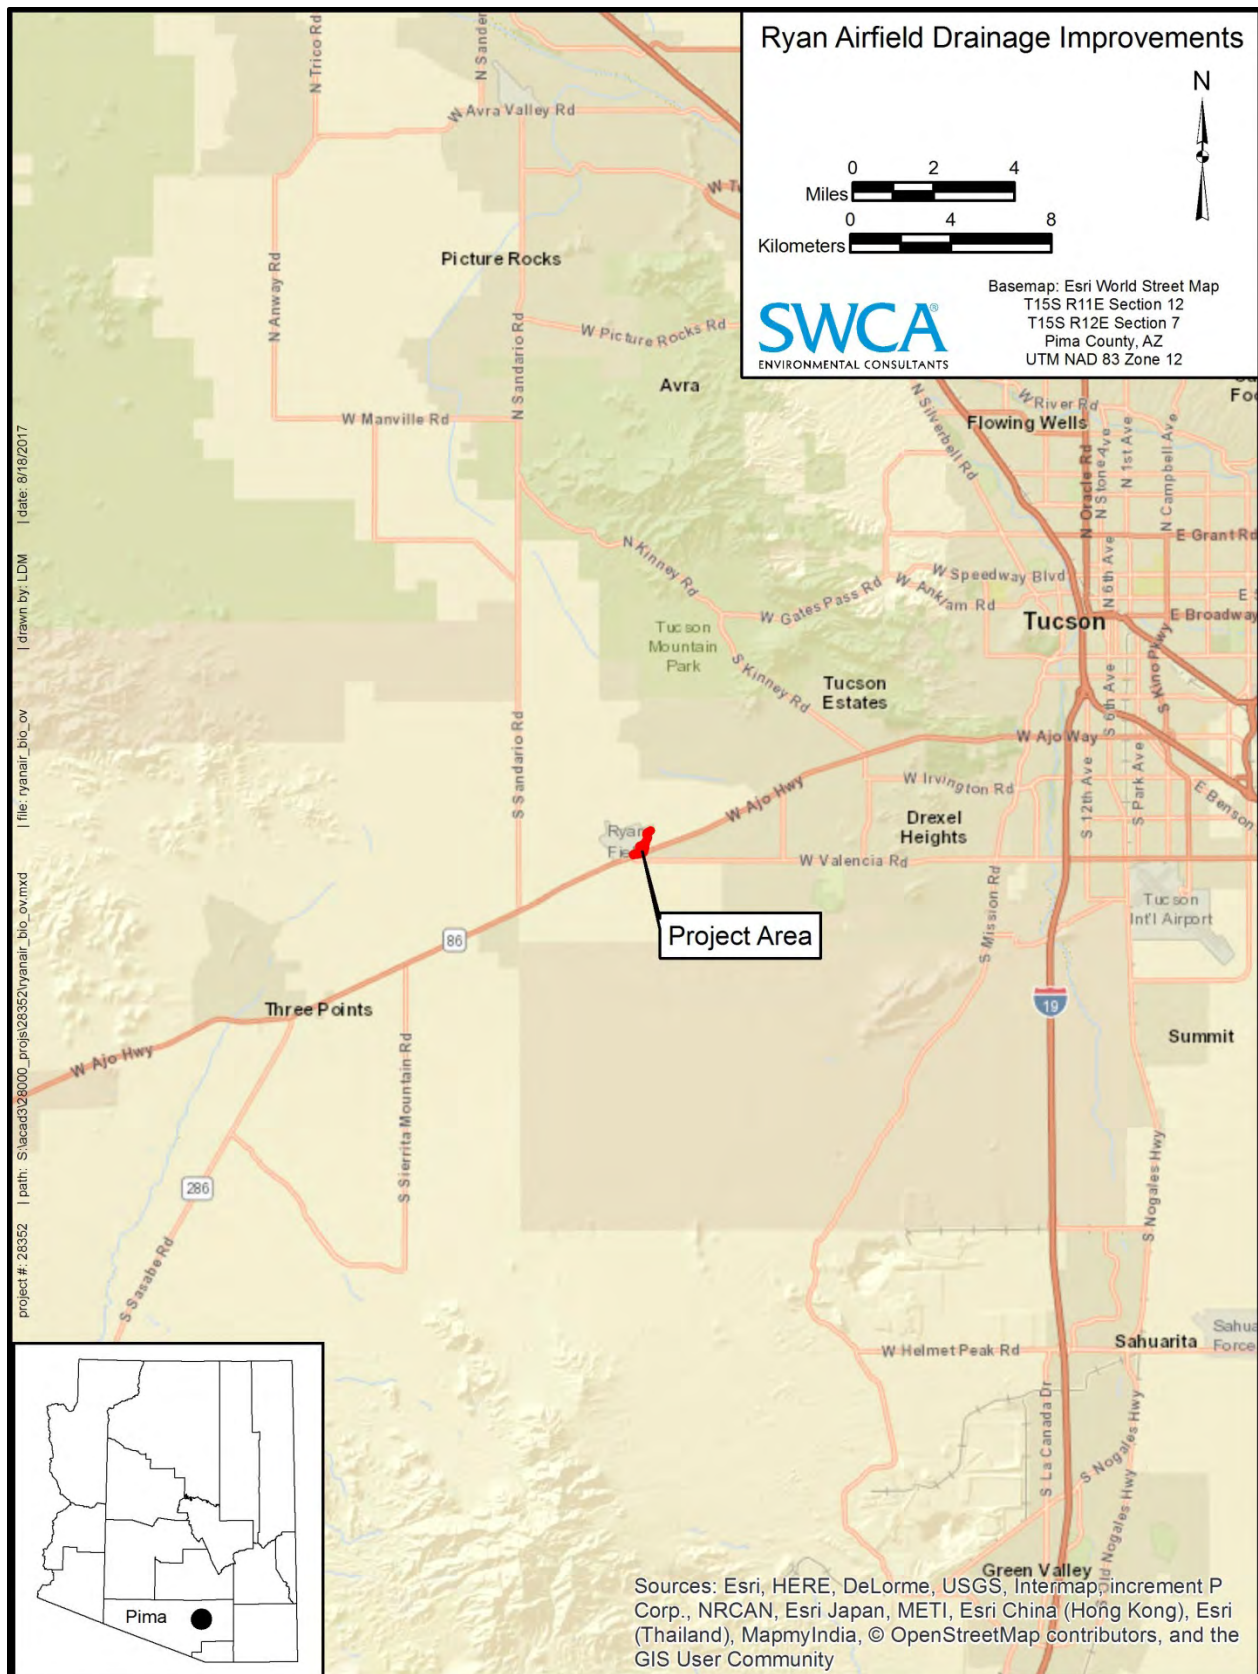 Ryan Airfield Drainage Improvements
N
0 2 4
Miles
0 4 8
Kilometers
SWCA®
ENVIRONMENTAL CONSULTANTS
Basemap: Esri World Street Map
T15S R11E Section 12
T15S R12E Section 7
Pima County, AZ
UTM NAD 83 Zone 12
N Trico Rd
N Sander
W Avra Valley Rd
Picture Rocks
N Anway Rd
N Sandario Rd
W Picture Rocks Rd
Avra
W Manville Rd
N Silverbell Rd
W River Rd
Flowing Wells
N Oracle Rd
N Stone Ave
N 1st Ave
N Campbell Ave
E Grant Rd
N Kinney Rd
W Speedway Blvd
W Gates Pass Rd
W Anklam Rd
N 6th Ave
E Broadway
Tucson
Tucson
Mountain
Park
S Kinney Rd
Tucson
Estates
S Kino Pkwy
S 6th Ave
S Sandario Rd
W Ajo Way
W Irvington Rd
S 12th Ave
S Park Ave
E Benson
W Ajo Hwy
Drexel
Heights
Ryan
Field
W Valencia Rd
S Mission Rd
Tucson
Int'l Airport
Project Area
86
Three Points
19
Summit
W Ajo Hwy
S Sierrita Mountain Rd
286
S Sasabe Rd
S Nogales Hwy
W Helmet Peak Rd
Sahuarita
Sahua
Force
S La Canada Dr
S Nogales Hwy
S Old Nogales Hwy
Green Valley
Pima
Sources: Esri, HERE, DeLorme, USGS, Intermap, increment P
Corp., NRCAN, Esri Japan, METI, Esri China (Hong Kong), Esri
(Thailand), MapmyIndia, © OpenStreetMap contributors, and the
GIS User Community
project #: 28352 | path: S:\acad3\28000_projs\28352\ryanair_bio_ov.mxd | file: ryanair_bio_ov | drawn by: LDM | date: 8/18/2017